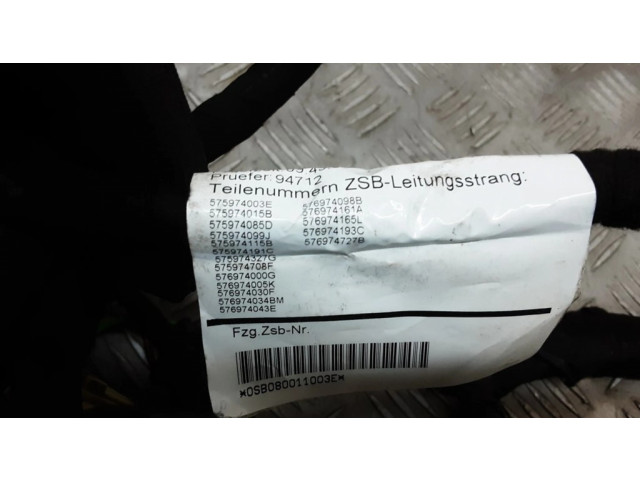 Pruefer: 94712
Teilenummern ZSB-Leitungsstrang:
575974003E 576974098B
575974015B 576974161A
575974085D 576974165L
575974099J 576974193C
575974115B 576974727B
575974191C
575974327G
575974708F
576974000G
576974005K
576974030F
576974034BM
576974043E
Fzg.Zsb-Nr.
*0SB080011003E*